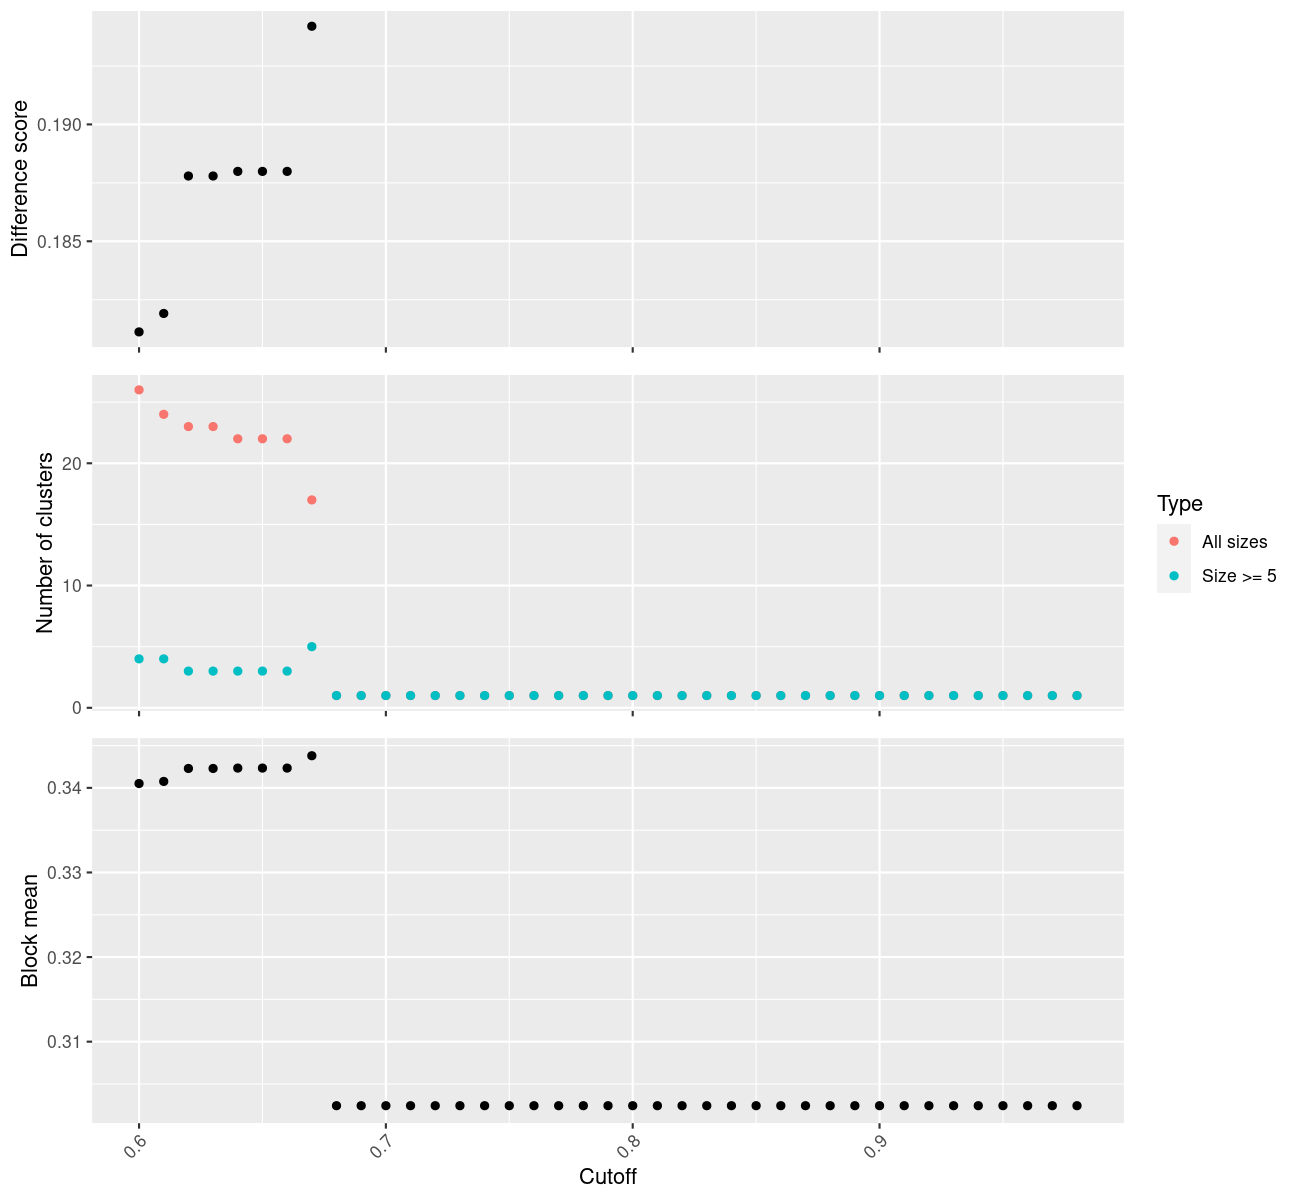 Difference score
0.190
0.185
Number of clusters
20
10
0
Type
All sizes
Size >= 5
Block mean
0.34
0.33
0.32
0.31
0.6
0.7
0.8
0.9
Cutoff